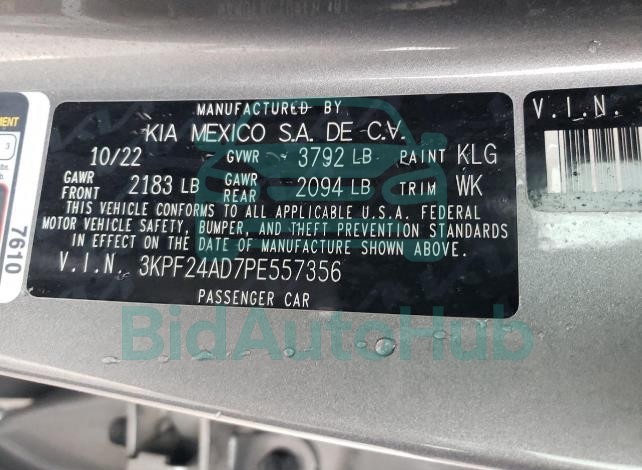 MANUFACTURED BY
KIA MEXICO S.A. DE C.V.
10/22 GVWR 3792 LB PAINT KLG
GAWR FRONT 2183 LB GAWR REAR 2094 LB TRIM WK
THIS VEHICLE CONFORMS TO ALL APPLICABLE U.S.A. FEDERAL
MOTOR VEHICLE SAFETY, BUMPER, AND THEFT PREVENTION STANDARDS
IN EFFECT ON THE DATE OF MANUFACTURE SHOWN ABOVE.
V.I.N. 3KPF24AD7PE557356
PASSENGER CAR
V.I.N.
7610
BidAutoHub